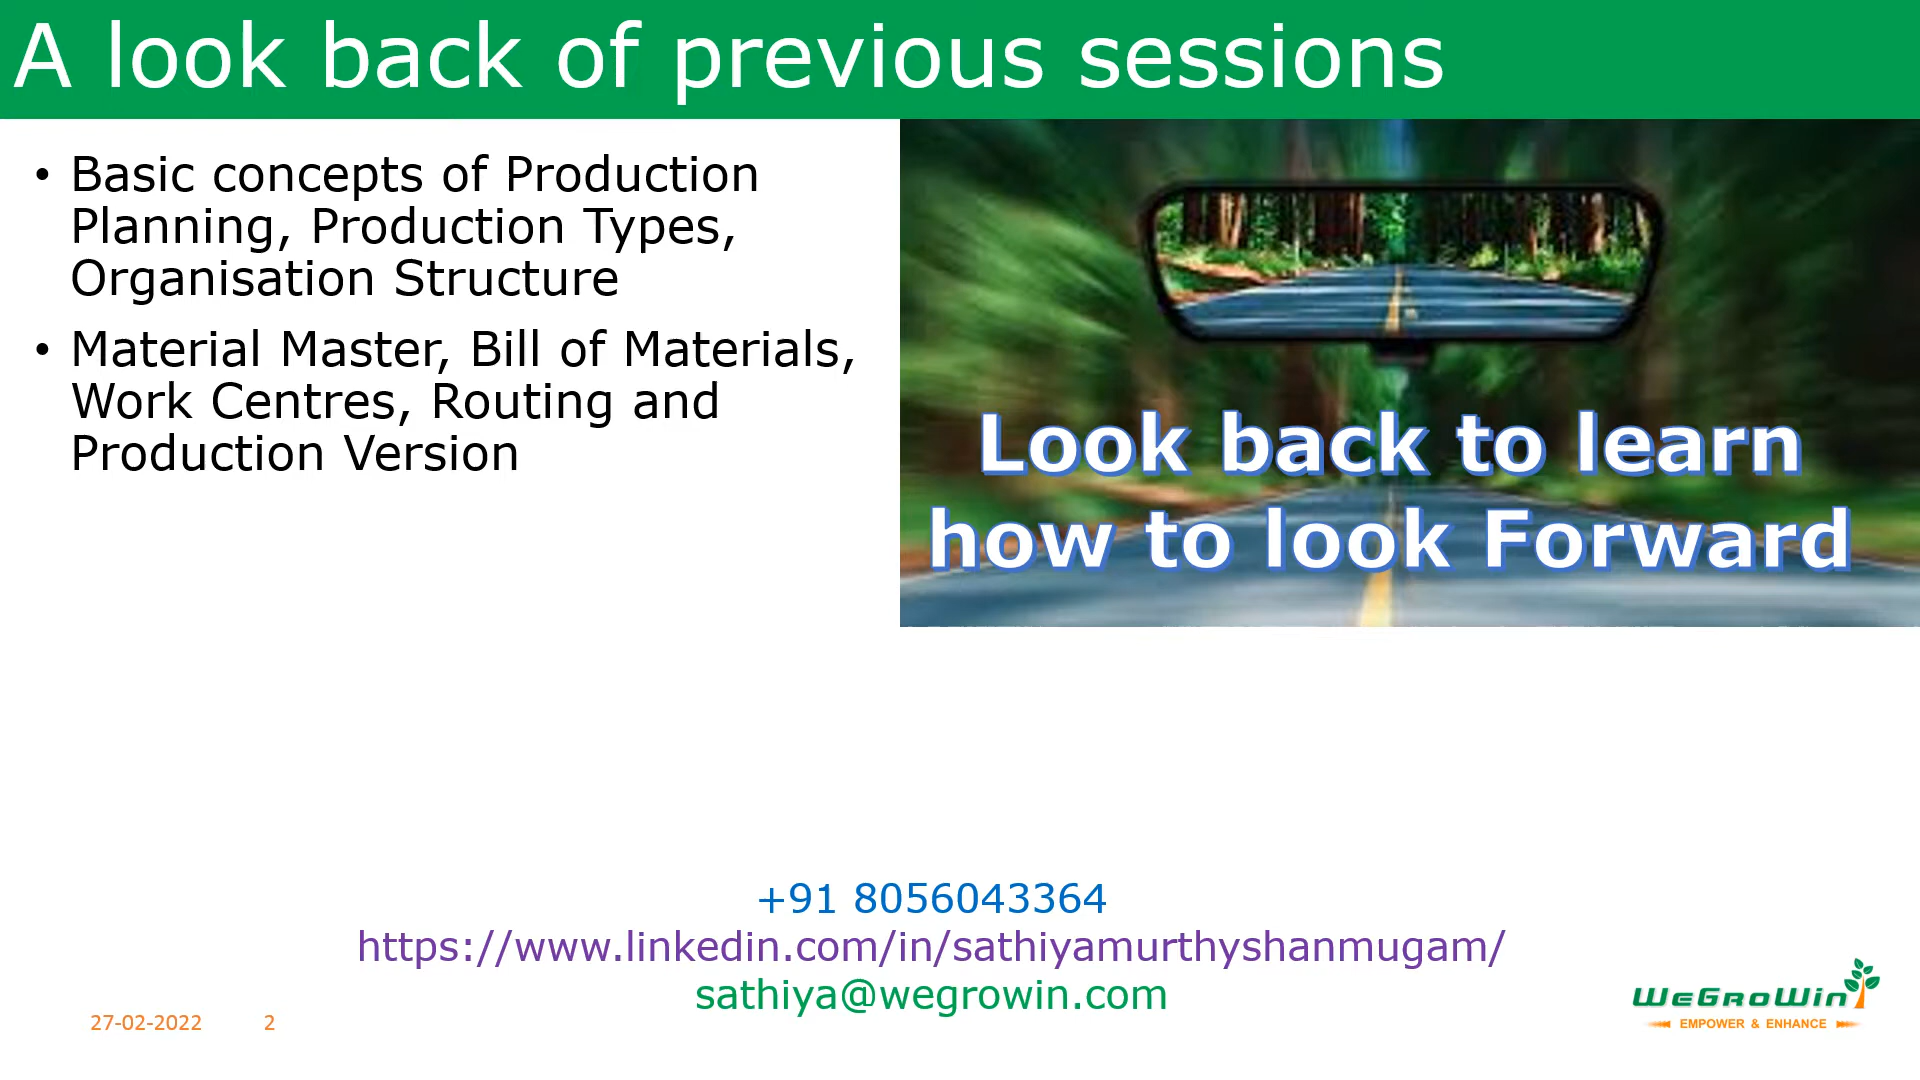 A look back of previous sessions
• Basic concepts of Production
Planning, Production Types,
Organisation Structure
• Material Master, Bill of Materials,
Work Centres, Routing and
Production Version
Look back to learn
how to look Forward
+91 8056043364
https://www.linkedin.com/in/sathiyamurthyshanmugam/
sathiya@wegrowin.com
27-02-2022 2
WeGroWin
EMPOWER & ENHANCE